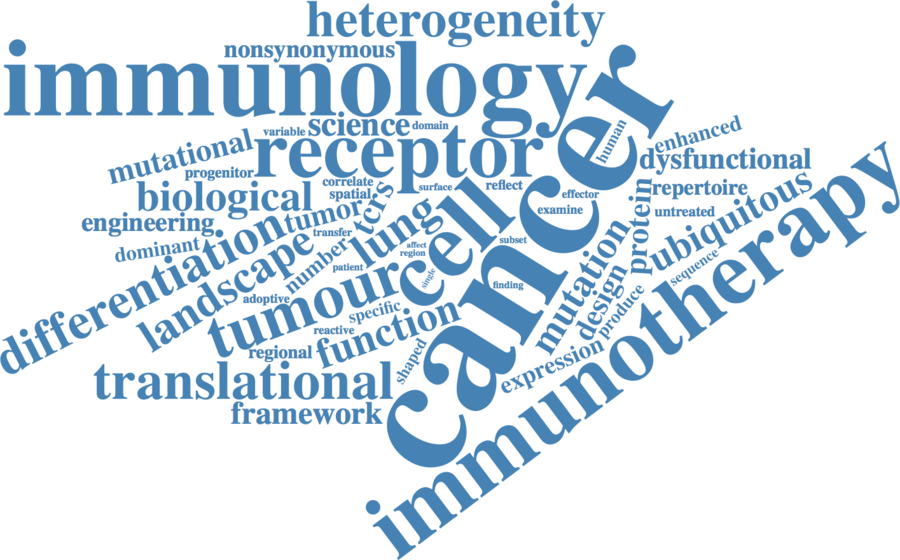 heterogeneity
nonsynonymous
immunology
cancer
variable
science
domain
human
enhanced
mutational
receptor
dysfunctional
progenitor
correlate
surface
reflect
effector
repertoire
biological
spatial
tcrs
cell
examine
protein
untreated
ubiquitous
engineering
tumor
lung
immunotherapy
dominant
differentiation
transfer
number
affect
region
subset
mutation
sequence
landscape
patient
single
finding
design
adoptive
tumour
specific
produce
reactive
function
regional
shaped
expression
translational
framework